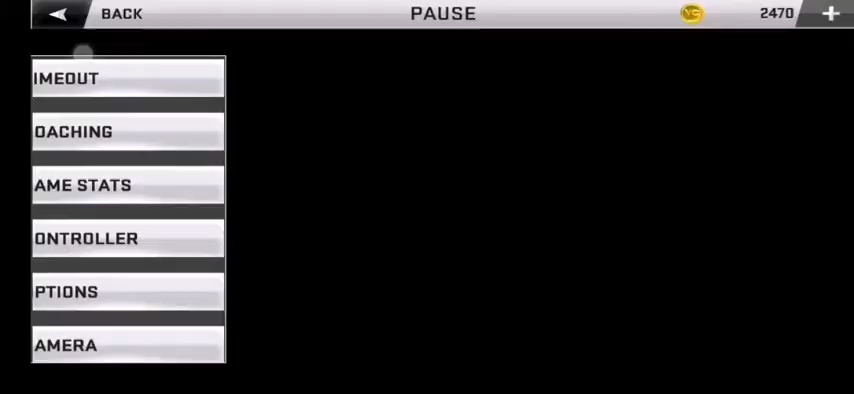 BACK
PAUSE
2470 +
IMEOUT
OACHING
AME STATS
ONTROLLER
PTIONS
AMERA